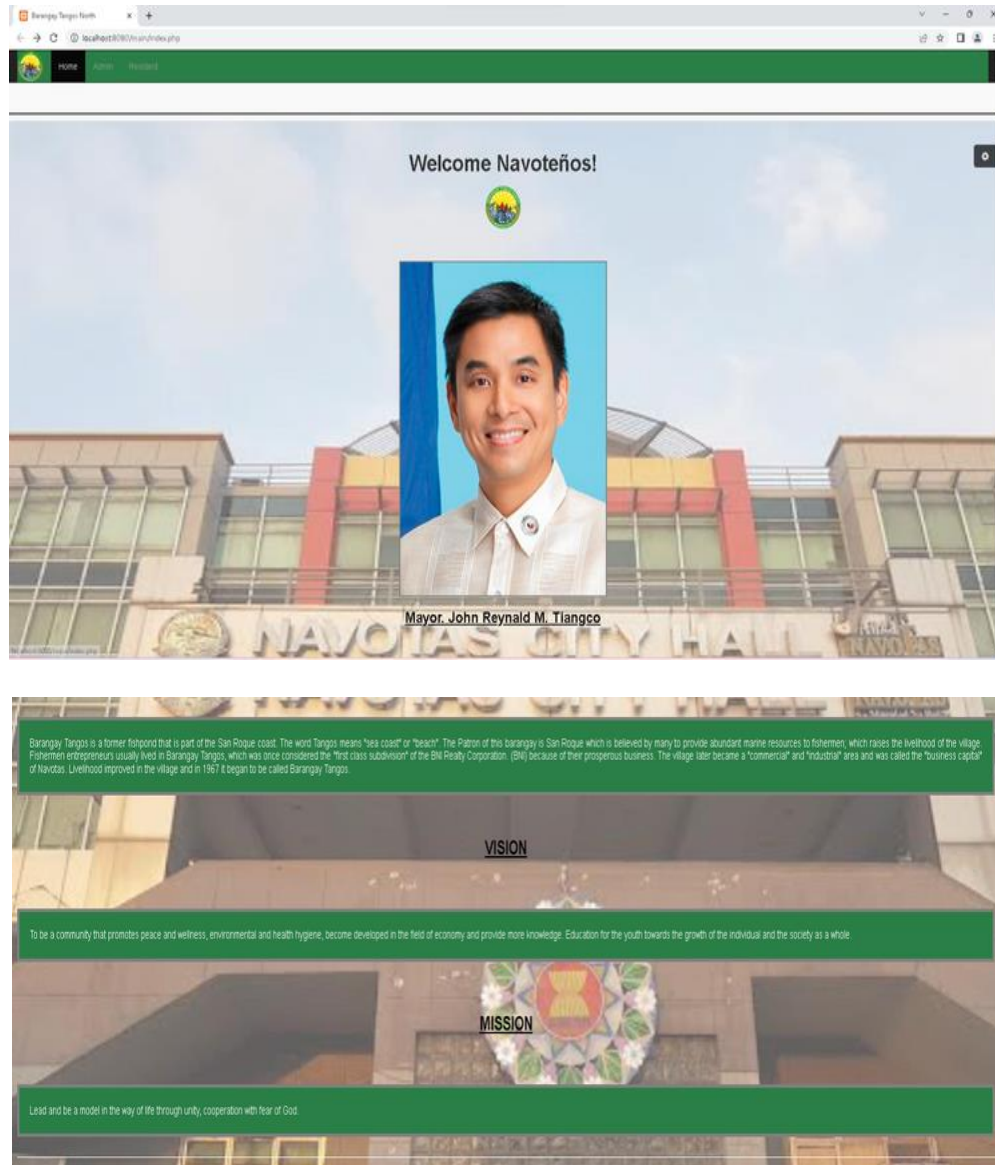 Barangay Tangos North
localhost:8080/main/index.php
Home Admin Resident
Welcome Navoteños!
Mayor. John Reynald M. Tiangco
NAVOTAS CITY HALL
NAVOTAS
localhost:8080/main/index.php
NAVOTAS CITY HALL
Barangay Tangos is a former fishpond that is part of the San Roque coast. The word Tangos means "sea coast" or "beach". The Patron of this barangay is San Roque which is believed by many to provide abundant marine resources to fishermen, which raises the livelihood of the village.
Fishermen entrepreneurs usually lived in Barangay Tangos, which was once considered the "first class subdivision" of the BNI Realty Corporation. (BNI) because of their prosperous business. The village later became a "commercial" and "industrial" area and was called the "business capital"
of Navotas. Livelihood improved in the village and in 1967 it began to be called Barangay Tangos.
VISION
To be a community that promotes peace and wellness, environmental and health hygiene, become developed in the field of economy and provide more knowledge. Education for the youth towards the growth of the individual and the society as a whole.
MISSION
Lead and be a model in the way of life through unity, cooperation with fear of God.